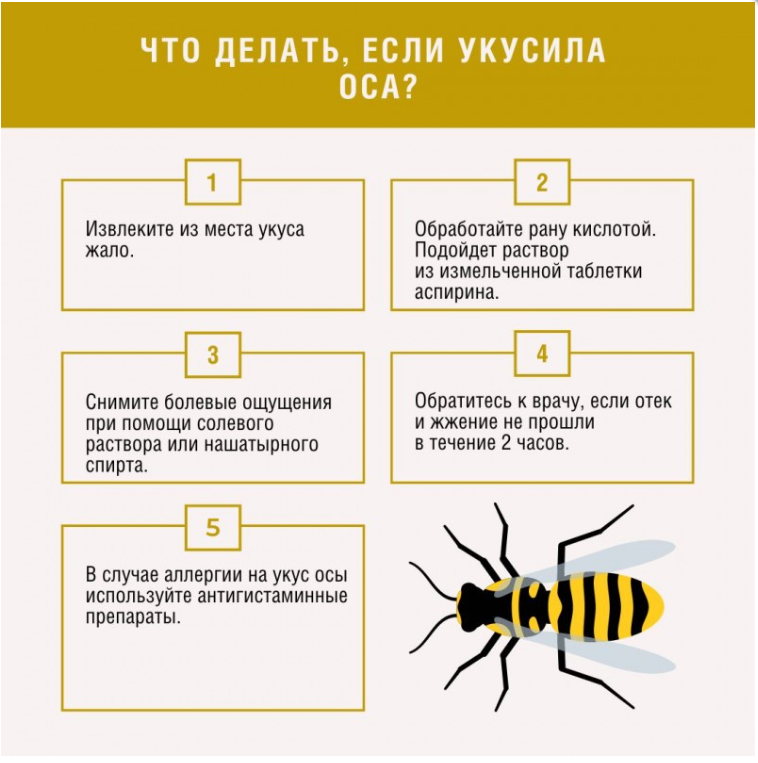 ЧТО ДЕЛАТЬ, ЕСЛИ УКУСИЛА
ОСА?
1
Извлеките из места укуса
жало.
2
Обработайте рану кислотой.
Подойдет раствор
из измельченной таблетки
аспирина.
3
Снимите болевые ощущения
при помощи солевого
раствора или нашатырного
спирта.
4
Обратитесь к врачу, если отек
и жжение не прошли
в течение 2 часов.
5
В случае аллергии на укус осы
используйте антигистаминные
препараты.